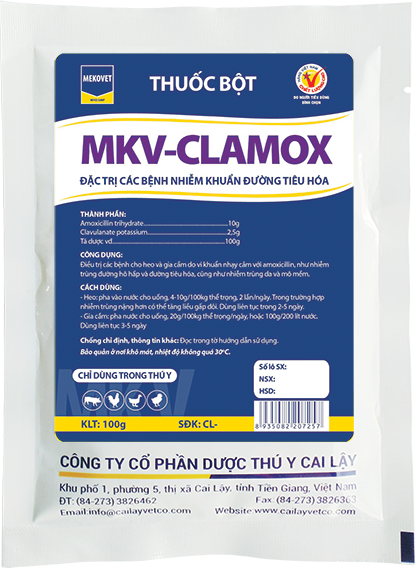 MEKOVET
THUỐC BỘT
HÀNG VIỆT NAM
CHẤT LƯỢNG CAO
DO NGƯỜI TIÊU DÙNG
BÌNH CHỌN
MKV-CLAMOX
ĐẶC TRỊ CÁC BỆNH NHIỄM KHUẨN ĐƯỜNG TIÊU HÓA
THÀNH PHẦN:
Amoxicillin trihydrate....................10g
Clavulanate potassium....................2,5g
Tá dược vđ....................100g
CÔNG DỤNG:
Điều trị các bệnh cho heo và gia cầm do vi khuẩn nhạy cảm với amoxicillin, như nhiễm
trùng đường hô hấp và đường tiêu hóa, cũng như nhiễm trùng da và mô mềm.
CÁCH DÙNG:
- Heo: pha vào nước cho uống, 4-10g/100kg thể trọng, 2 lần/ngày. Trong trường hợp
nhiễm trùng nặng hơn có thể tăng liều gấp đôi. Dùng liên tục trong 2-5 ngày.
- Gia cầm: pha nước cho uống, 20g/100kg thể trọng/ngày, hoặc 100g/200 lít nước.
Dùng liên tục 3-5 ngày
Chống chỉ định, thông tin khác: Đọc trong tờ hướng dẫn sử dụng.
Bảo quản ở nơi khô mát, nhiệt độ không quá 30°C.
CHỈ DÙNG TRONG THÚ Y
Số lô SX:
NSX:
HSD:
MKV
KLT: 100g
SĐK: CL-
8 935082 207257
CÔNG TY CỔ PHẦN DƯỢC THÚ Y CAI LẬY
Khu phố 1, phường 5, thị xã Cai Lậy, tỉnh Tiền Giang, Việt Nam
ĐT: (84-273) 3826462
Fax: (84-273) 3826363
Email:info@cailayvetco.com
Website www.cailayvetco.com